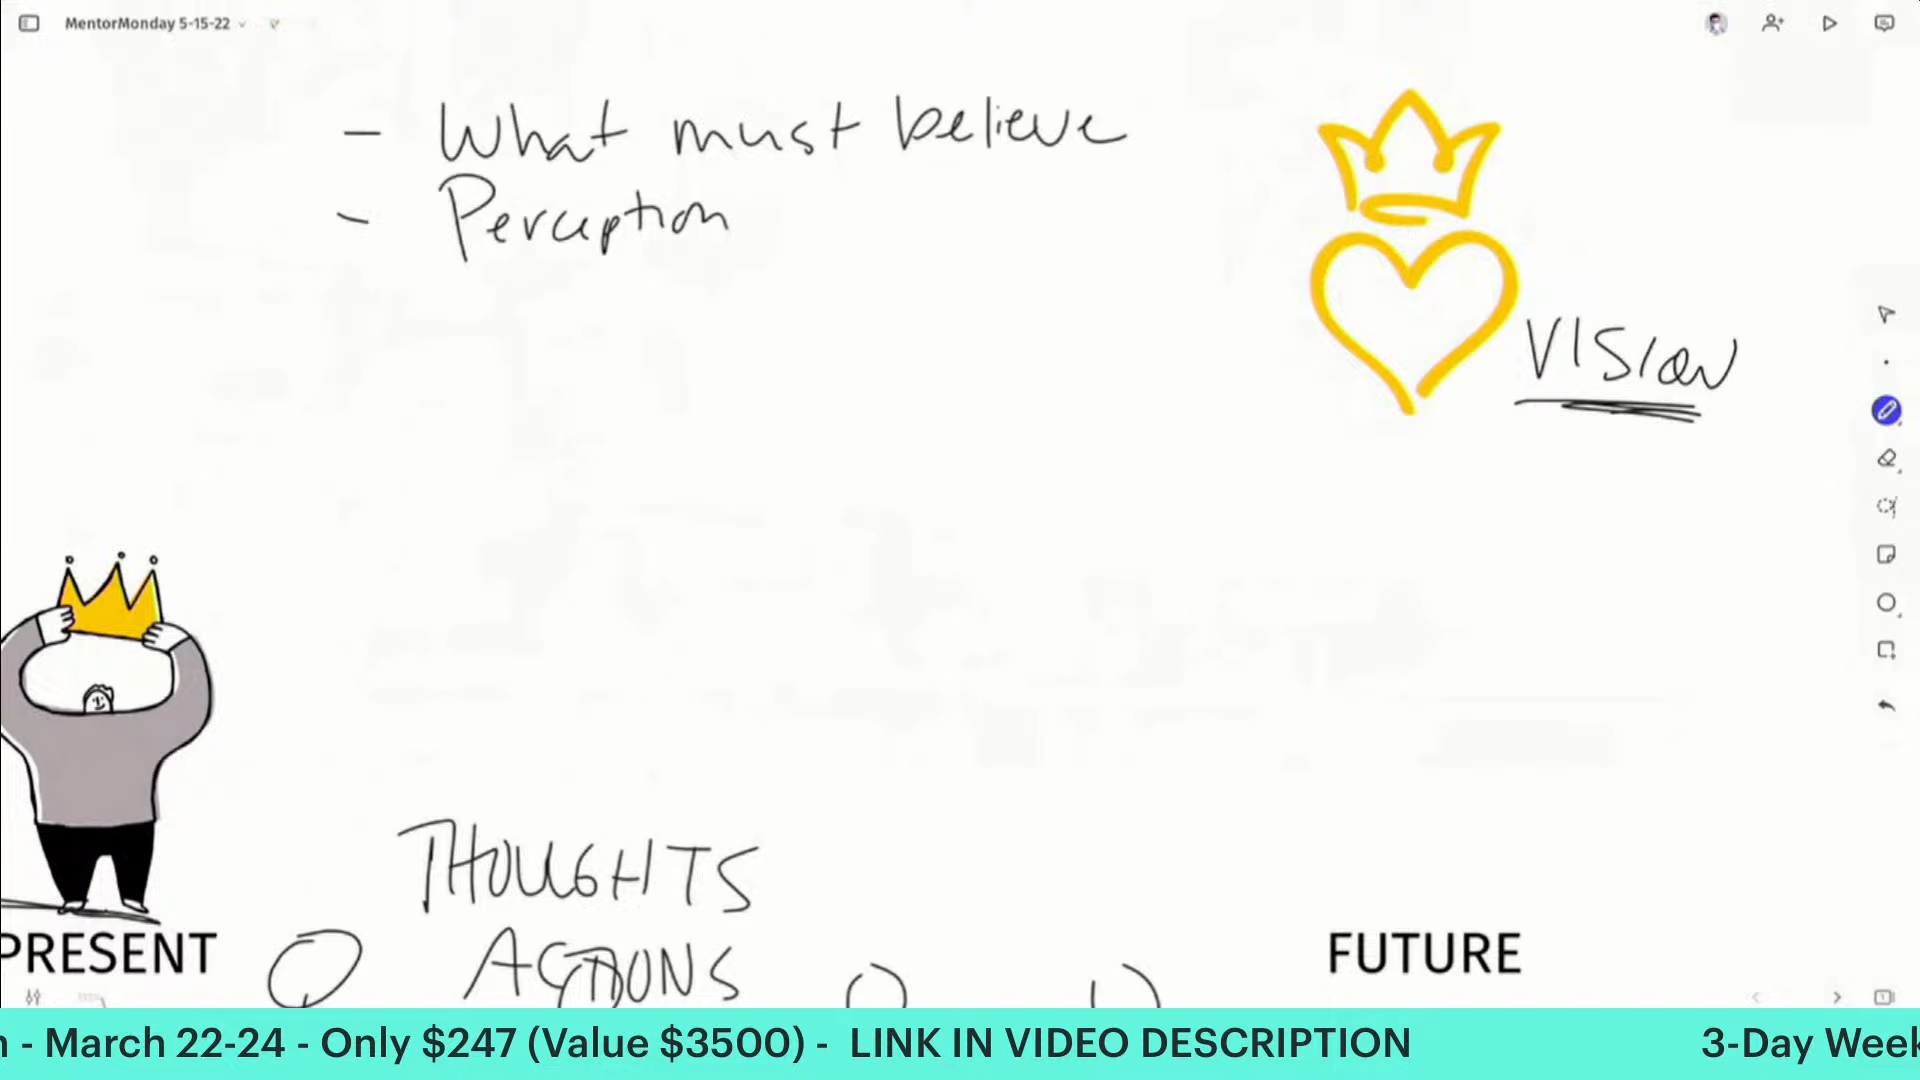 MentorMonday 5-15-22
- What must believe
- Perception
VISION
THOUGHTS
ACTIONS
PRESENT
FUTURE
- March 22-24 - Only $247 (Value $3500) - LINK IN VIDEO DESCRIPTION 3-Day